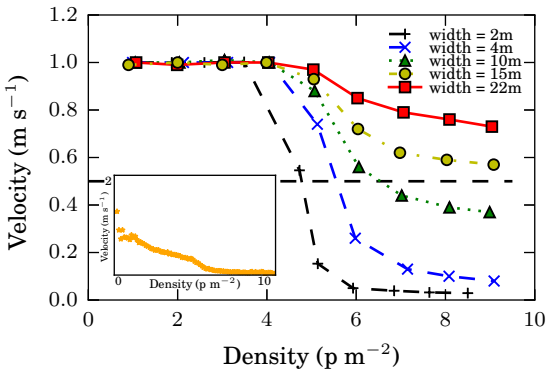 1.2
1.0
0.8
0.6
0.4
0.2
0.0
0
2
4
6
8
10
Velocity (m s⁻¹)
Density (p m⁻²)
width = 2m
width = 4m
width = 10m
width = 15m
width = 22m
2
0
10
Velocity (m s⁻¹)
Density (p m⁻²)